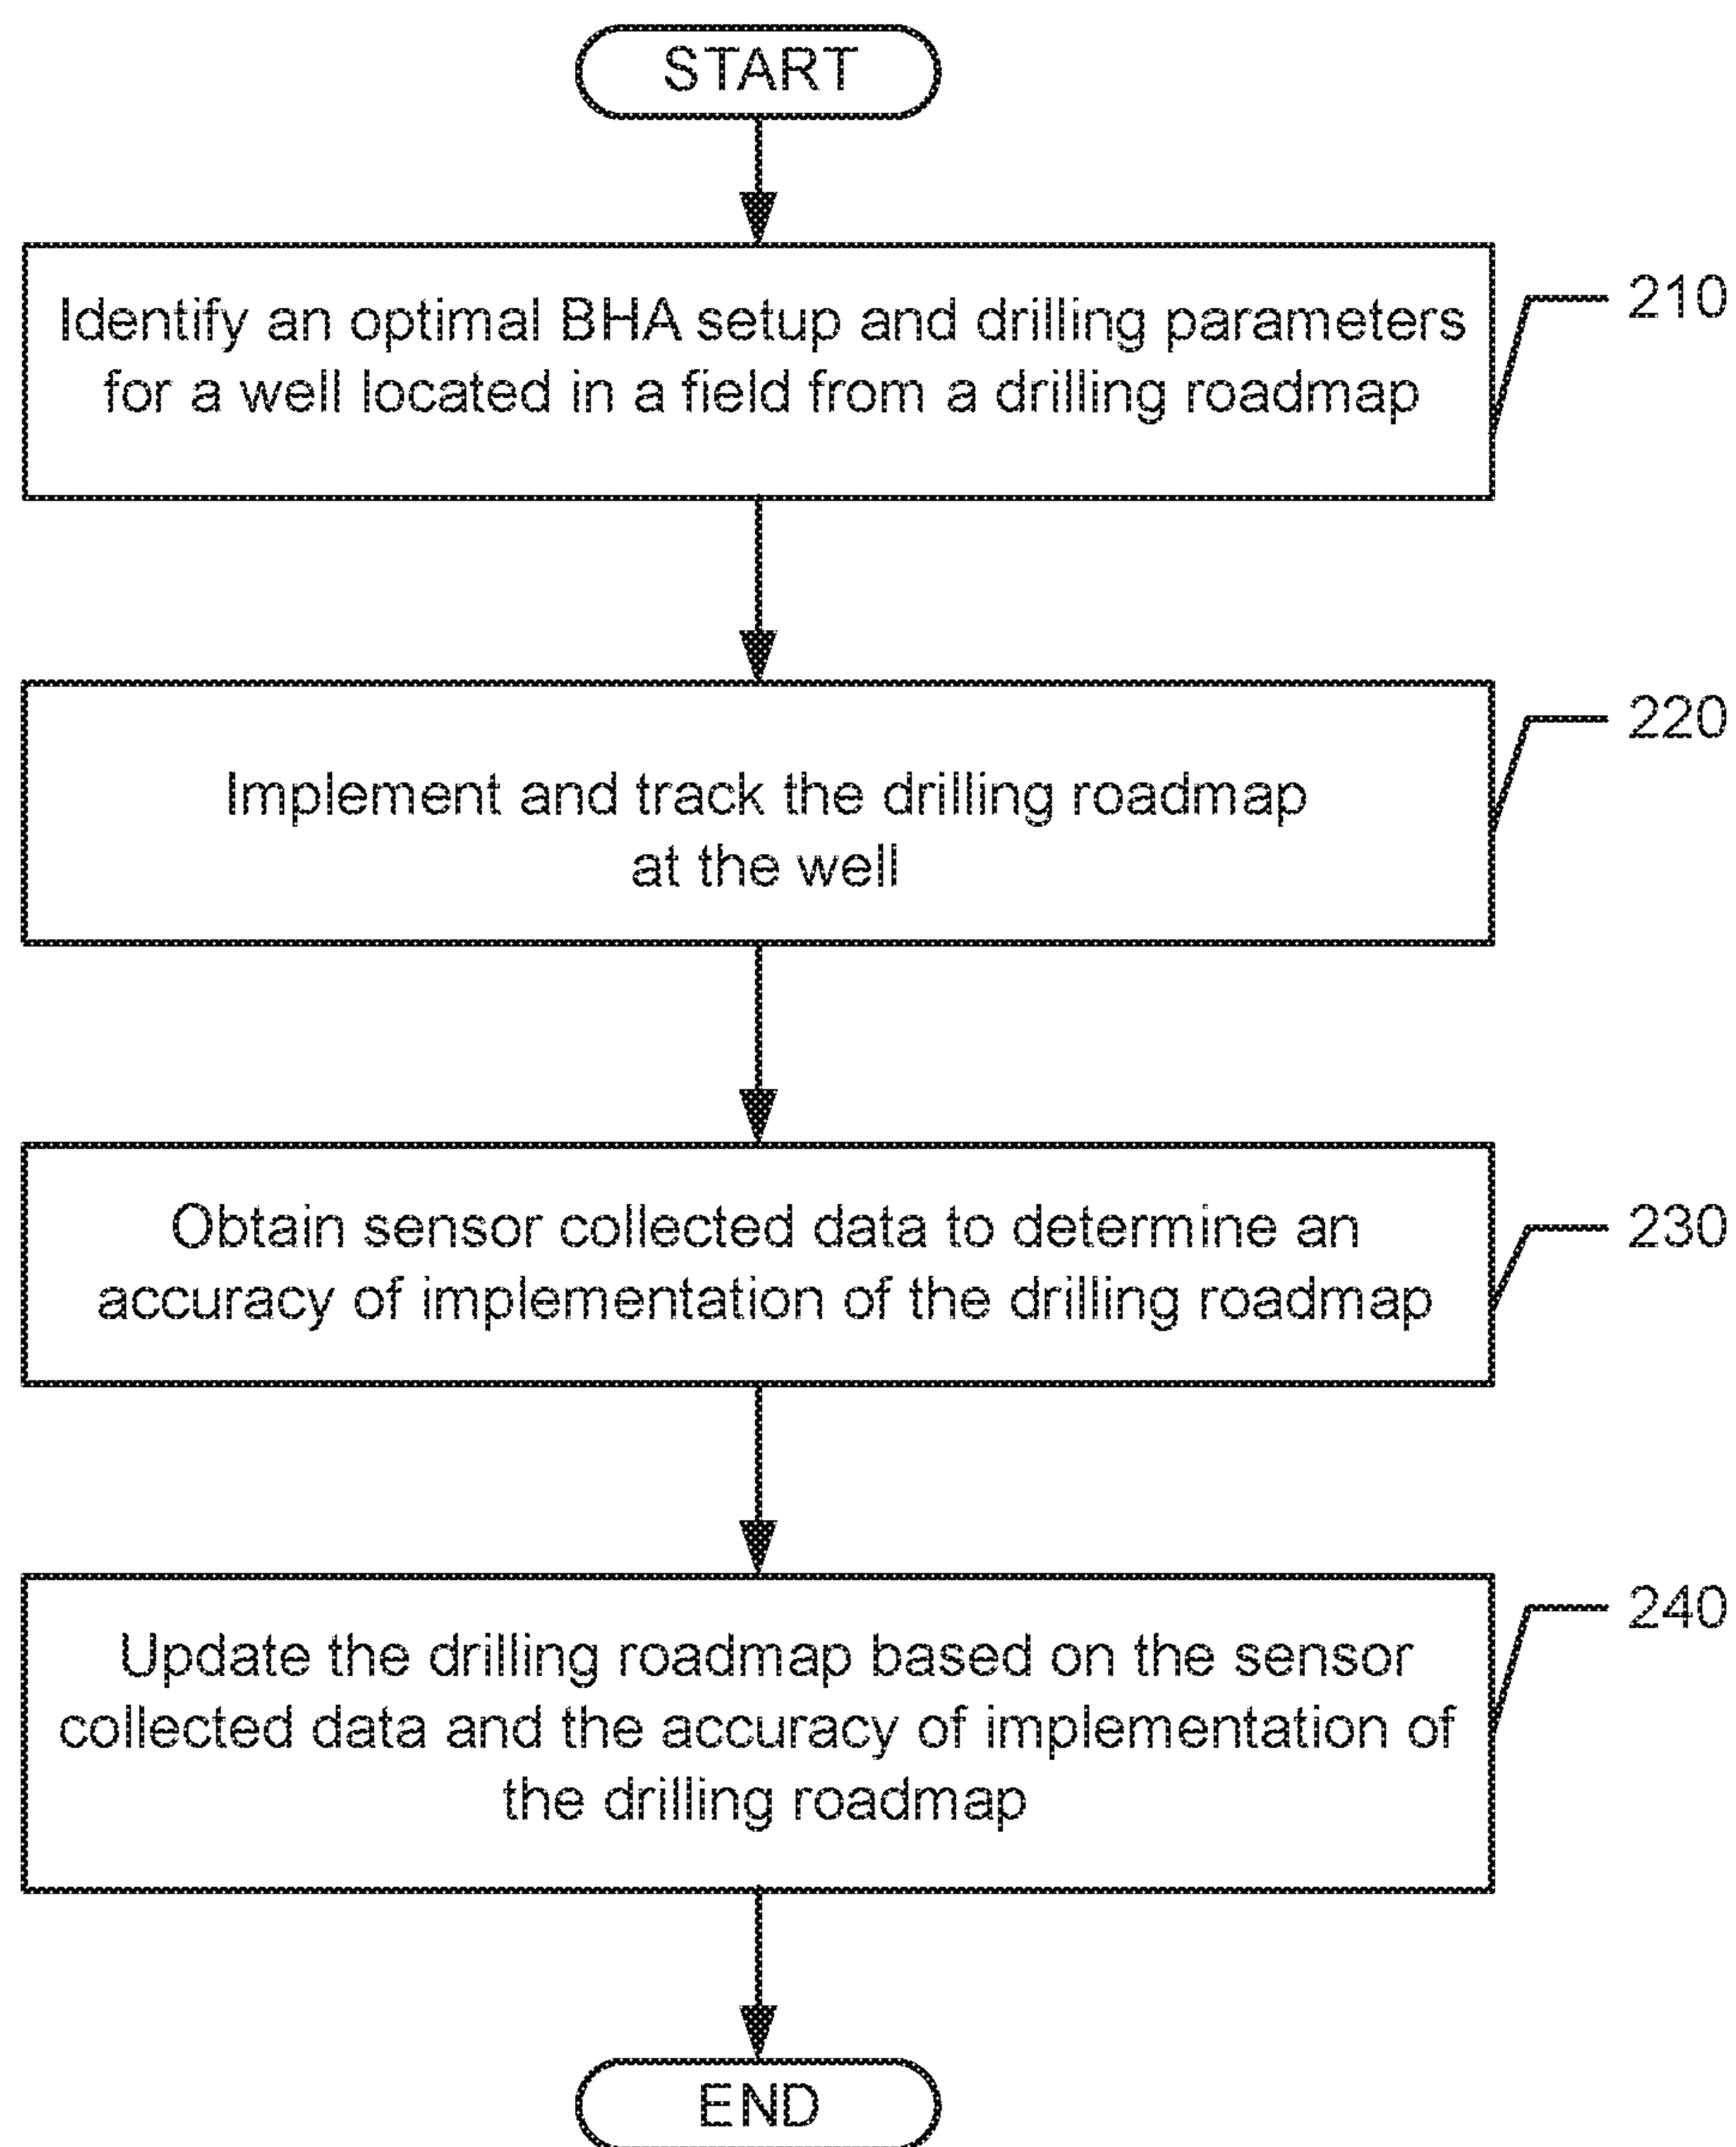 START
Identify an optimal BHA setup and drilling parameters
for a well located in a field from a drilling roadmap
210
Implement and track the drilling roadmap
at the well
220
Obtain sensor collected data to determine an
accuracy of implementation of the drilling roadmap
230
Update the drilling roadmap based on the sensor
collected data and the accuracy of implementation of
the drilling roadmap
240
END